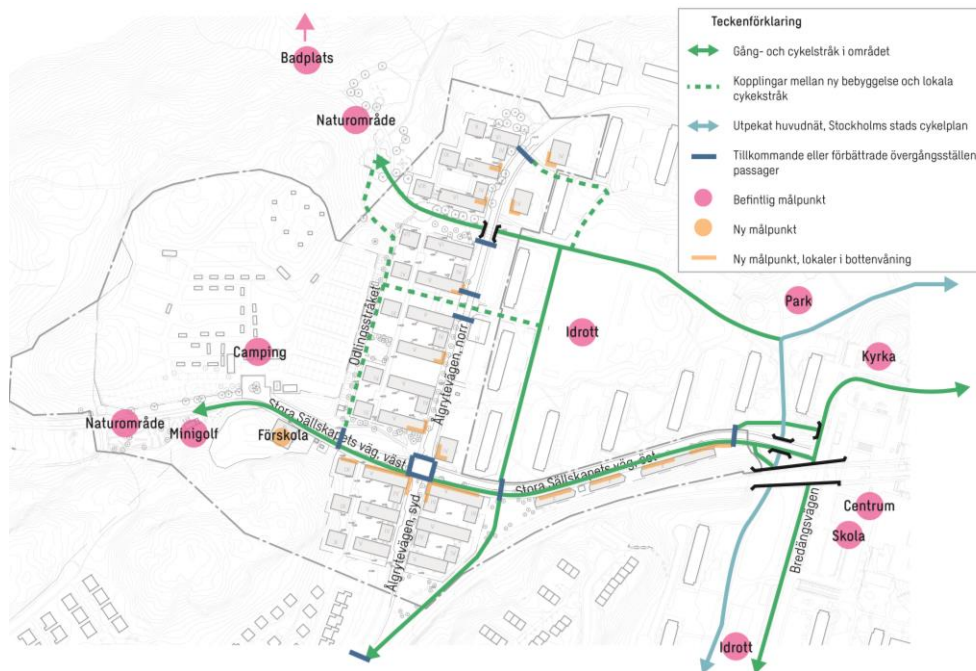 Teckenförklaring
Gång- och cykelstråk i området
Kopplingar mellan ny bebyggelse och lokala
cykekstråk
Utpekat huvudnät, Stockholms stads cykelplan
Tillkommande eller förbättrade övergångsställen
passager
Befintlig målpunkt
Ny målpunkt
Ny målpunkt, lokaler i bottenvåning
Badplats
Naturområde
Odlingsstråket
Ålgrytevägen, norr
Idrott
Park
Kyrka
Camping
Naturområde
Minigolf
Förskola
Stora Sällskapets väg, väst
Stora Sällskapets väg, öst
Ålgrytevägen, syd
Bredängsvägen
Centrum
Skola
Idrott